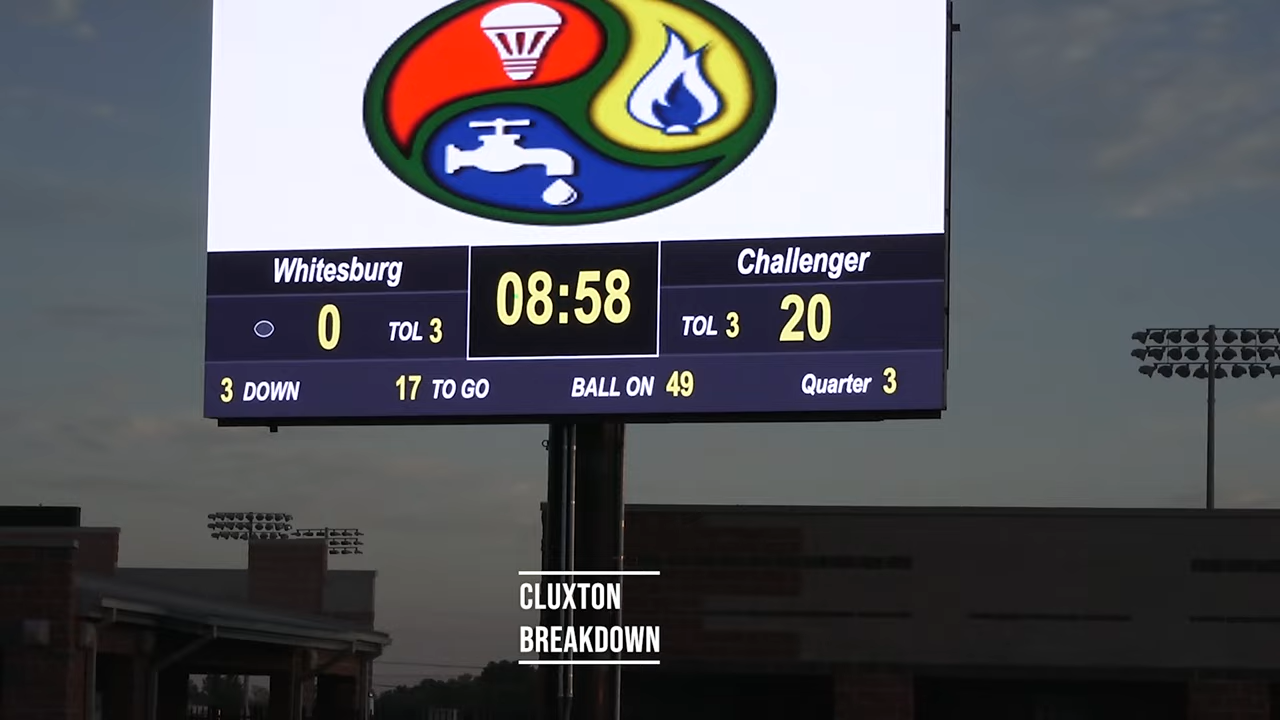 Whitesburg
08:58
Challenger
0
TOL 3
TOL 3
20
3 DOWN
17 TO GO
BALL ON 49
Quarter 3
CLUXTON
BREAKDOWN